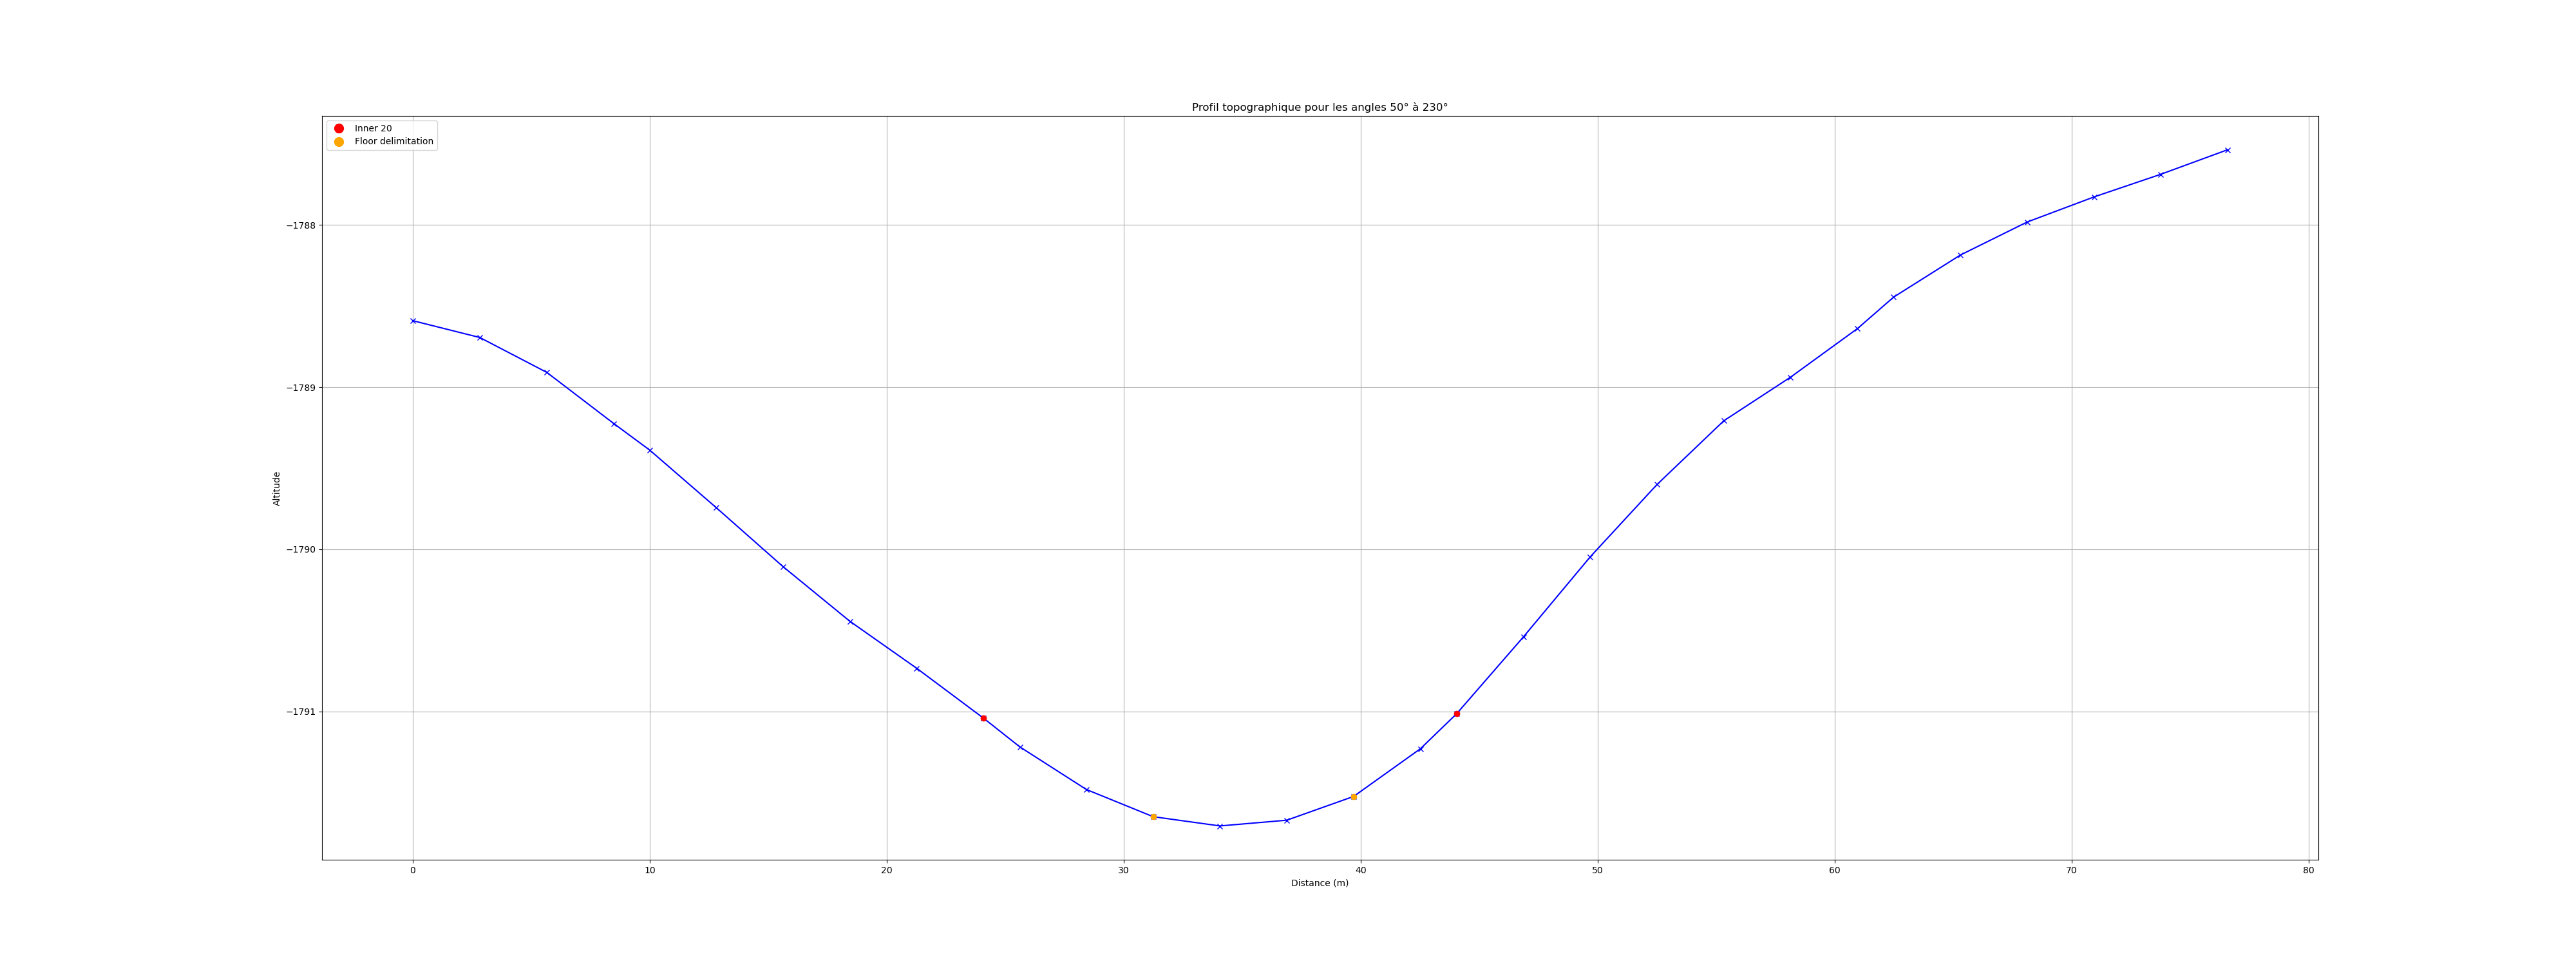 Profil topographique pour les angles 50° à 230°
Inner 20
Floor delimitation
−1788
−1789
−1790
−1791
Altitude
0 10 20 30 40 50 60 70 80
Distance (m)